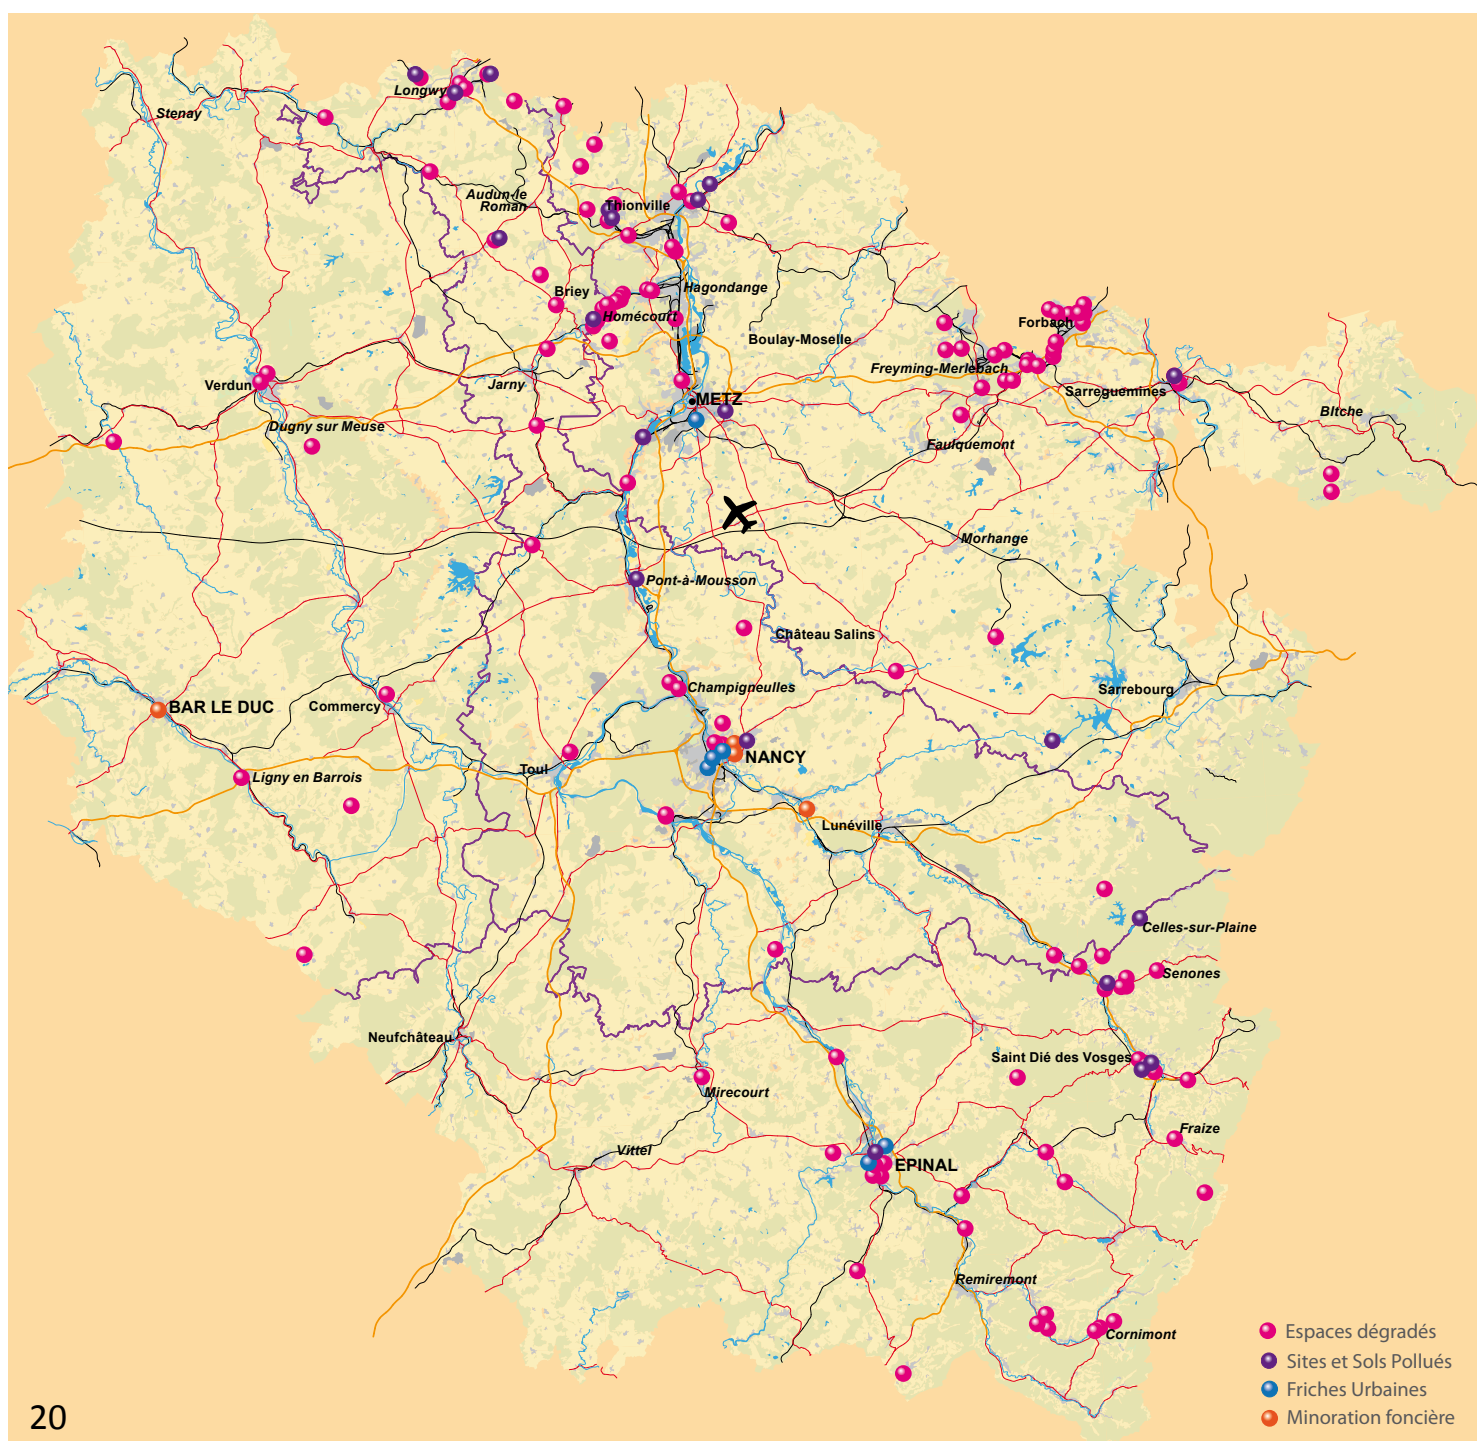 Longwy
Stenay
Audun-le
Roman
Thionville
Hagondange
Briey
Homécourt
Forbach
Boulay-Moselle
Freyming-Merlebach
Verdun
Jarny
Sarreguemines
METZ
BItche
Dugny sur Meuse
Faulquemont
Morhange
Pont-à-Mousson
Château Salins
Champigneulles
Sarrebourg
BAR LE DUC
Commercy
NANCY
Toul
Ligny en Barrois
Lunéville
Celles-sur-Plaine
Senones
Neufchâteau
Saint Dié des Vosges
Mirecourt
Fraize
Vittel
EPINAL
Remiremont
Cornimont
Espaces dégradés
Sites et Sols Pollués
Friches Urbaines
Minoration foncière
20